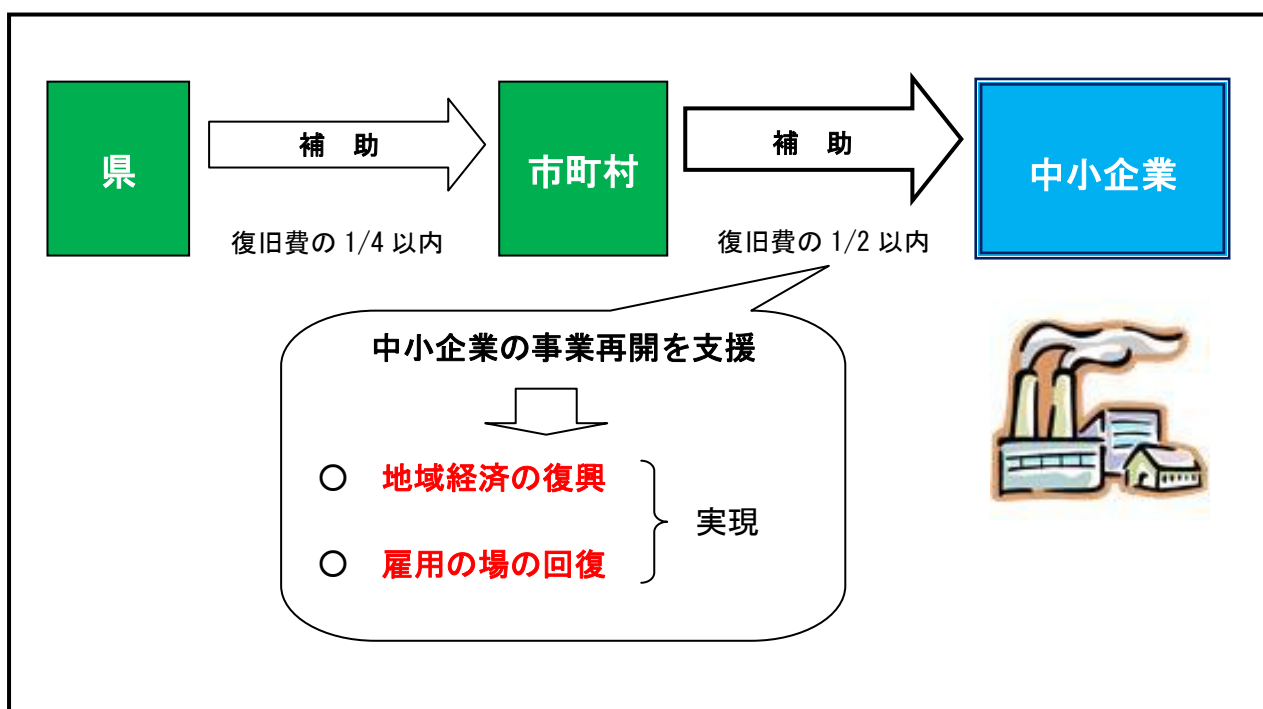 県
補 助
復旧費の 1/4 以内
市町村
補 助
復旧費の 1/2 以内
中小企業
中小企業の事業再開を支援
○ 地域経済の復興
○ 雇用の場の回復
実現